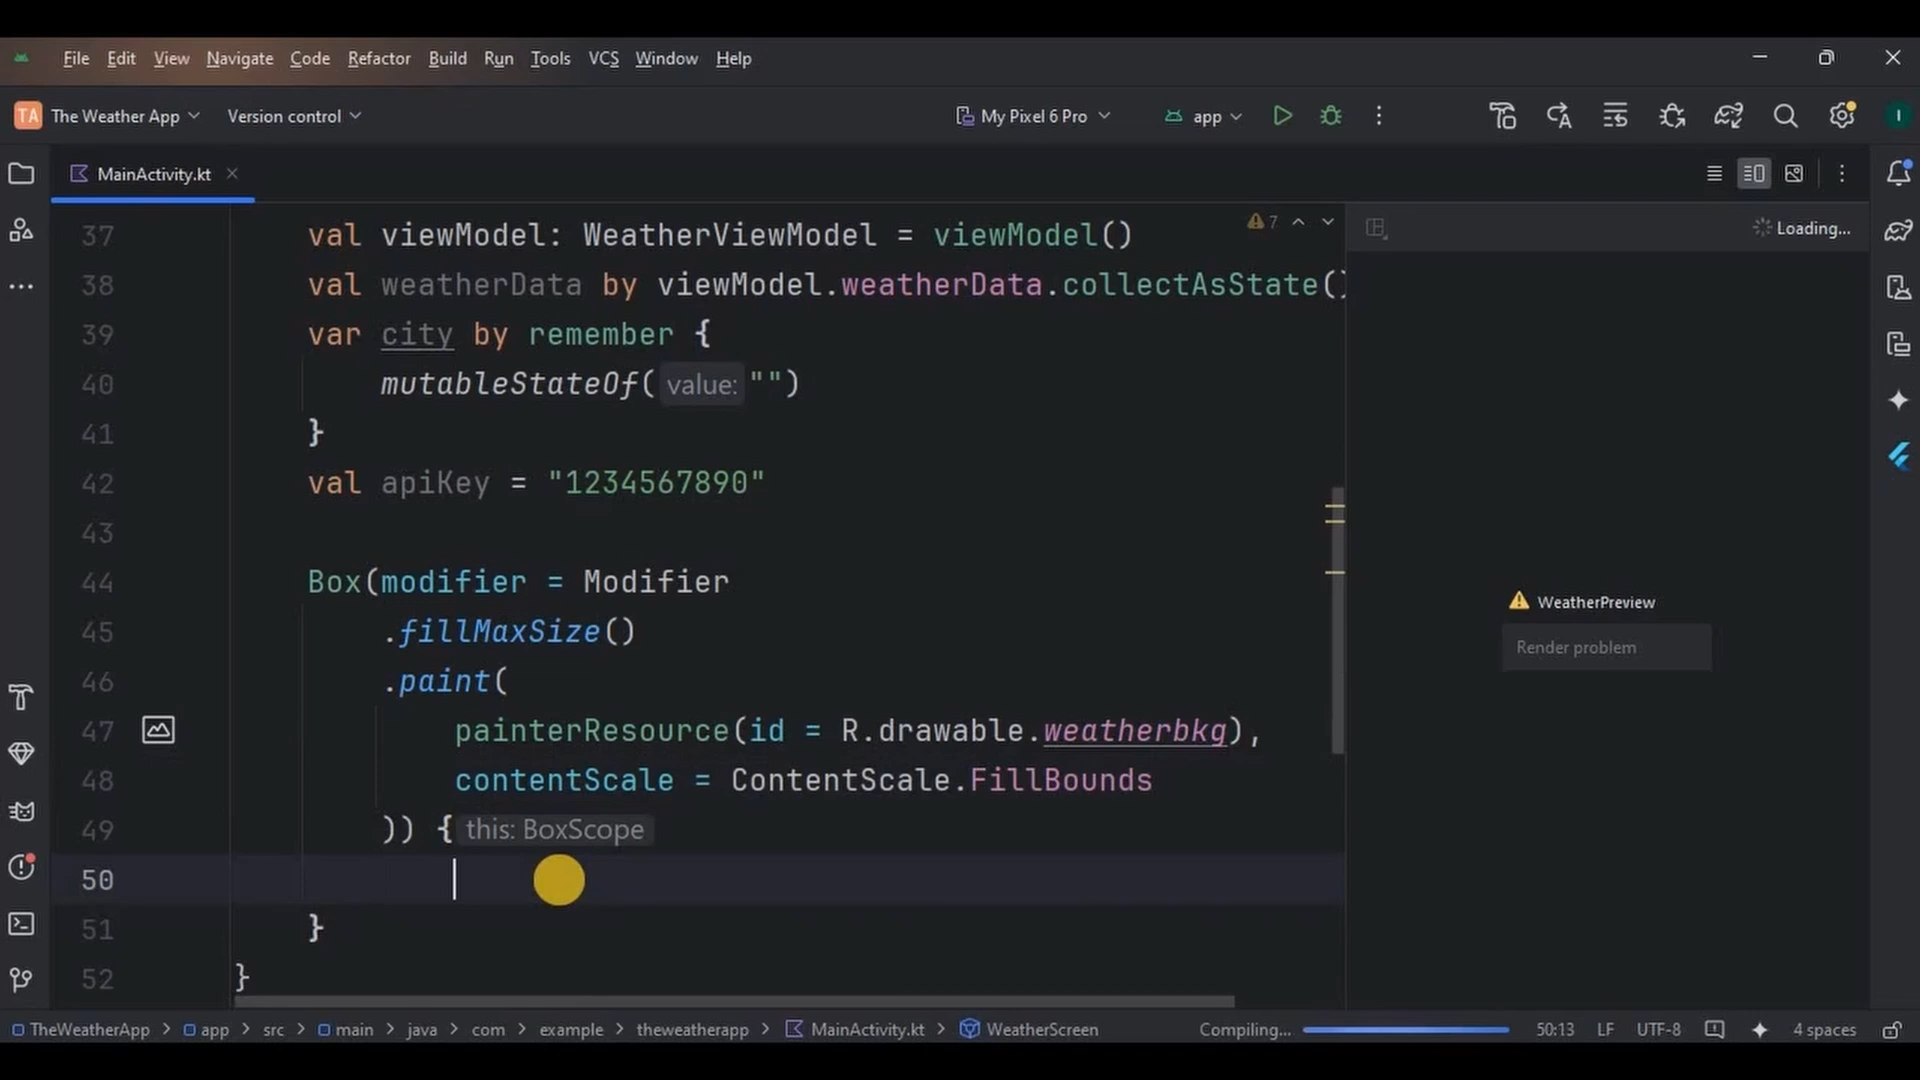 File Edit View Navigate Code Refactor Build Run Tools VCS Window Help
TA The Weather App Version control My Pixel 6 Pro app I
MainActivity.kt
37 val viewModel: WeatherViewModel = viewModel()
38 val weatherData by viewModel.weatherData.collectAsState()
39 var city by remember {
40 mutableStateOf( value: "")
41 }
42 val apiKey = "1234567890"
43
44 Box(modifier = Modifier
45 .fillMaxSize()
46 .paint(
47 painterResource(id = R.drawable.weatherbkg),
48 contentScale = ContentScale.FillBounds
49 )) { this: BoxScope
50
51 }
52 }
7
Loading...
WeatherPreview
Render problem
TheWeatherApp > app > src > main > java > com > example > theweatherapp > MainActivity.kt > WeatherScreen Compiling... 50:13 LF UTF-8 4 spaces